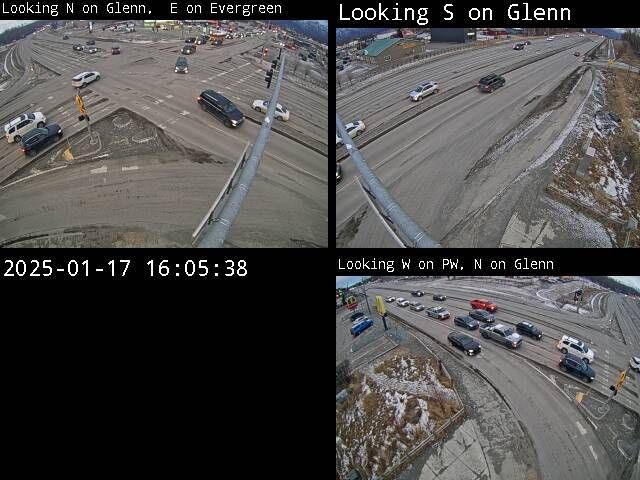 Looking N on Glenn,  E on Evergreen
Looking S on Glenn
2025-01-17 16:05:38
Looking W on PW, N on Glenn